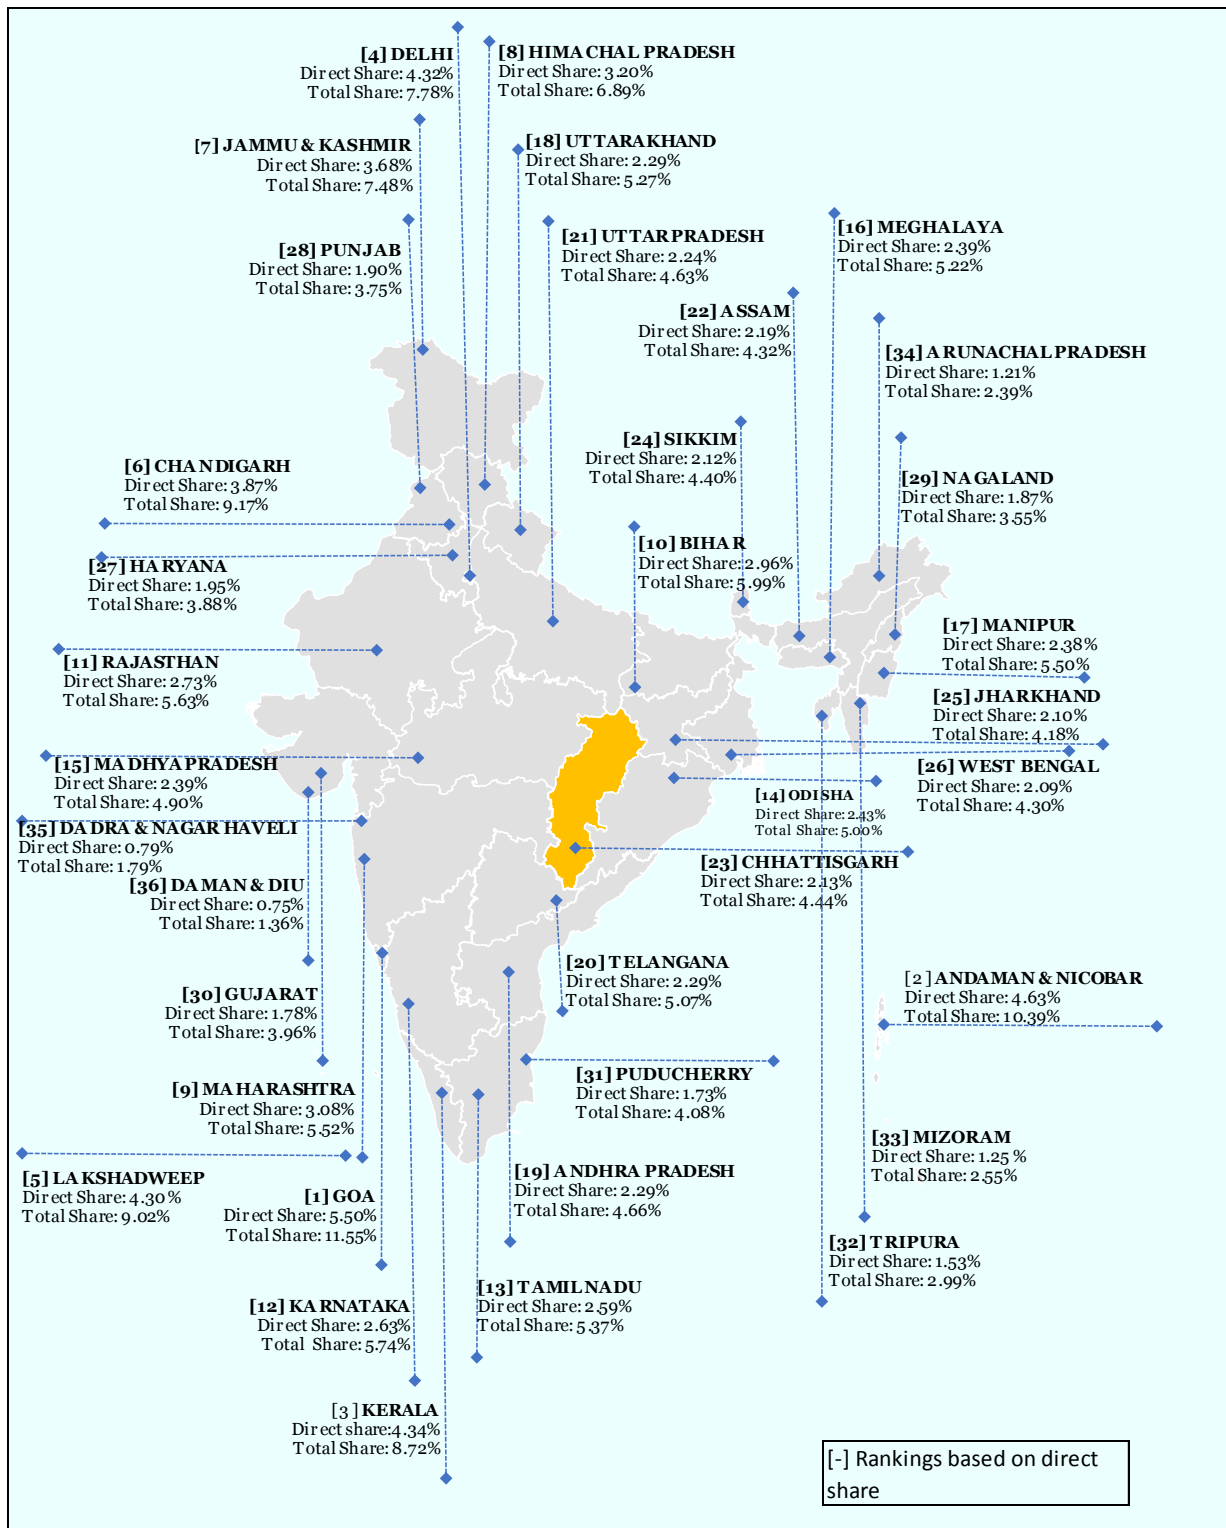 [4] DELHI
Direct Share: 4.32%
Total Share: 7.78%
[8] HIMACHAL PRADESH
Direct Share: 3.20%
Total Share: 6.89%
[7] JAMMU & KASHMIR
Direct Share: 3.68%
Total Share: 7.48%
[18] UTTARAKHAND
Direct Share: 2.29%
Total Share: 5.27%
[28] PUNJAB
Direct Share: 1.90%
Total Share: 3.75%
[21] UTTAR PRADESH
Direct Share: 2.24%
Total Share: 4.63%
[16] MEGHALAYA
Direct Share: 2.39%
Total Share: 5.22%
[22] ASSAM
Direct Share: 2.19%
Total Share: 4.32%
[34] ARUNACHAL PRADESH
Direct Share: 1.21%
Total Share: 2.39%
[24] SIKKIM
Direct Share: 2.12%
Total Share: 4.40%
[6] CHANDIGARH
Direct Share: 3.87%
Total Share: 9.17%
[29] NAGALAND
Direct Share: 1.87%
Total Share: 3.55%
[10] BIHAR
Direct Share: 2.96%
Total Share: 5.99%
[27] HARYANA
Direct Share: 1.95%
Total Share: 3.88%
[17] MANIPUR
Direct Share: 2.38%
Total Share: 5.50%
[11] RAJASTHAN
Direct Share: 2.73%
Total Share: 5.63%
[25] JHARKHAND
Direct Share: 2.10%
Total Share: 4.18%
[15] MADHYA PRADESH
Direct Share: 2.39%
Total Share: 4.90%
[26] WEST BENGAL
Direct Share: 2.09%
Total Share: 4.30%
[14] ODISHA
Direct Share: 2.43%
Total Share: 5.00%
[35] DADRA & NAGAR HAVELI
Direct Share: 0.79%
Total Share: 1.79%
[23] CHHATTISGARH
Direct Share: 2.13%
Total Share: 4.44%
[36] DAMAN & DIU
Direct Share: 0.75%
Total Share: 1.36%
[20] TELANGANA
Direct Share: 2.29%
Total Share: 5.07%
[2] ANDAMAN & NICOBAR
Direct Share: 4.63%
Total Share: 10.39%
[30] GUJARAT
Direct Share: 1.78%
Total Share: 3.96%
[31] PUDUCHERRY
Direct Share: 1.73%
Total Share: 4.08%
[9] MAHARASHTRA
Direct Share: 3.08%
Total Share: 5.52%
[33] MIZORAM
Direct Share: 1.25 %
Total Share: 2.55%
[5] LAKSHADWEEP
Direct Share: 4.30%
Total Share: 9.02%
[1] GOA
Direct Share: 5.50%
Total Share: 11.55%
[19] ANDHRA PRADESH
Direct Share: 2.29%
Total Share: 4.66%
[32] TRIPURA
Direct Share: 1.53%
Total Share: 2.99%
[12] KARNATAKA
Direct Share: 2.63%
Total Share: 5.74%
[13] TAMIL NADU
Direct Share: 2.59%
Total Share: 5.37%
[3 ] KERALA
Direct share:4.34%
Total Share: 8.72%
[-] Rankings based on direct
share